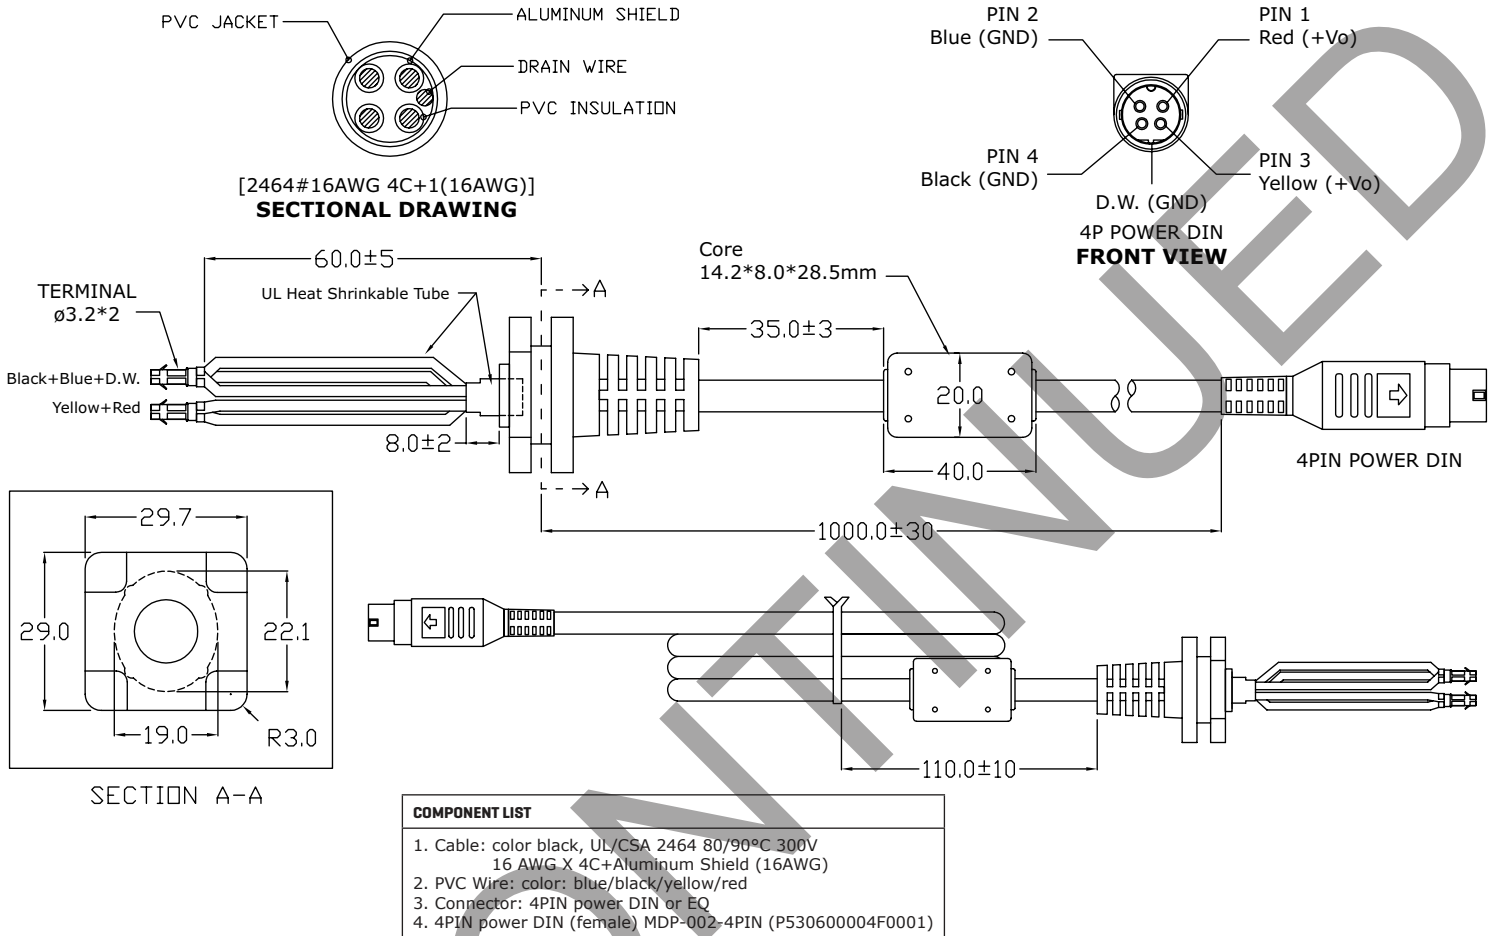 PVC JACKET
ALUMINUM SHIELD
DRAIN WIRE
PVC INSULATION
[2464#16AWG 4C+1(16AWG)]
SECTIONAL DRAWING
PIN 2
Blue (GND)
PIN 1
Red (+Vo)
PIN 4
Black (GND)
PIN 3
Yellow (+Vo)
D.W. (GND)
4P POWER DIN
FRONT VIEW
60.0±5
Core
14.2*8.0*28.5mm
TERMINAL
ø3.2*2
UL Heat Shrinkable Tube
A
35.0±3
Black+Blue+D.W.
Yellow+Red
20.0
8.0±2
40.0
4PIN POWER DIN
A
1000.0±30
29.7
29.0
22.1
19.0
R3.0
SECTION A-A
110.0±10
COMPONENT LIST
1. Cable: color black, UL/CSA 2464 80/90°C 300V
16 AWG X 4C+Aluminum Shield (16AWG)
2. PVC Wire: color: blue/black/yellow/red
3. Connector: 4PIN power DIN or EQ
4. 4PIN power DIN (female) MDP-002-4PIN (P530600004F0001)
ONTINUED